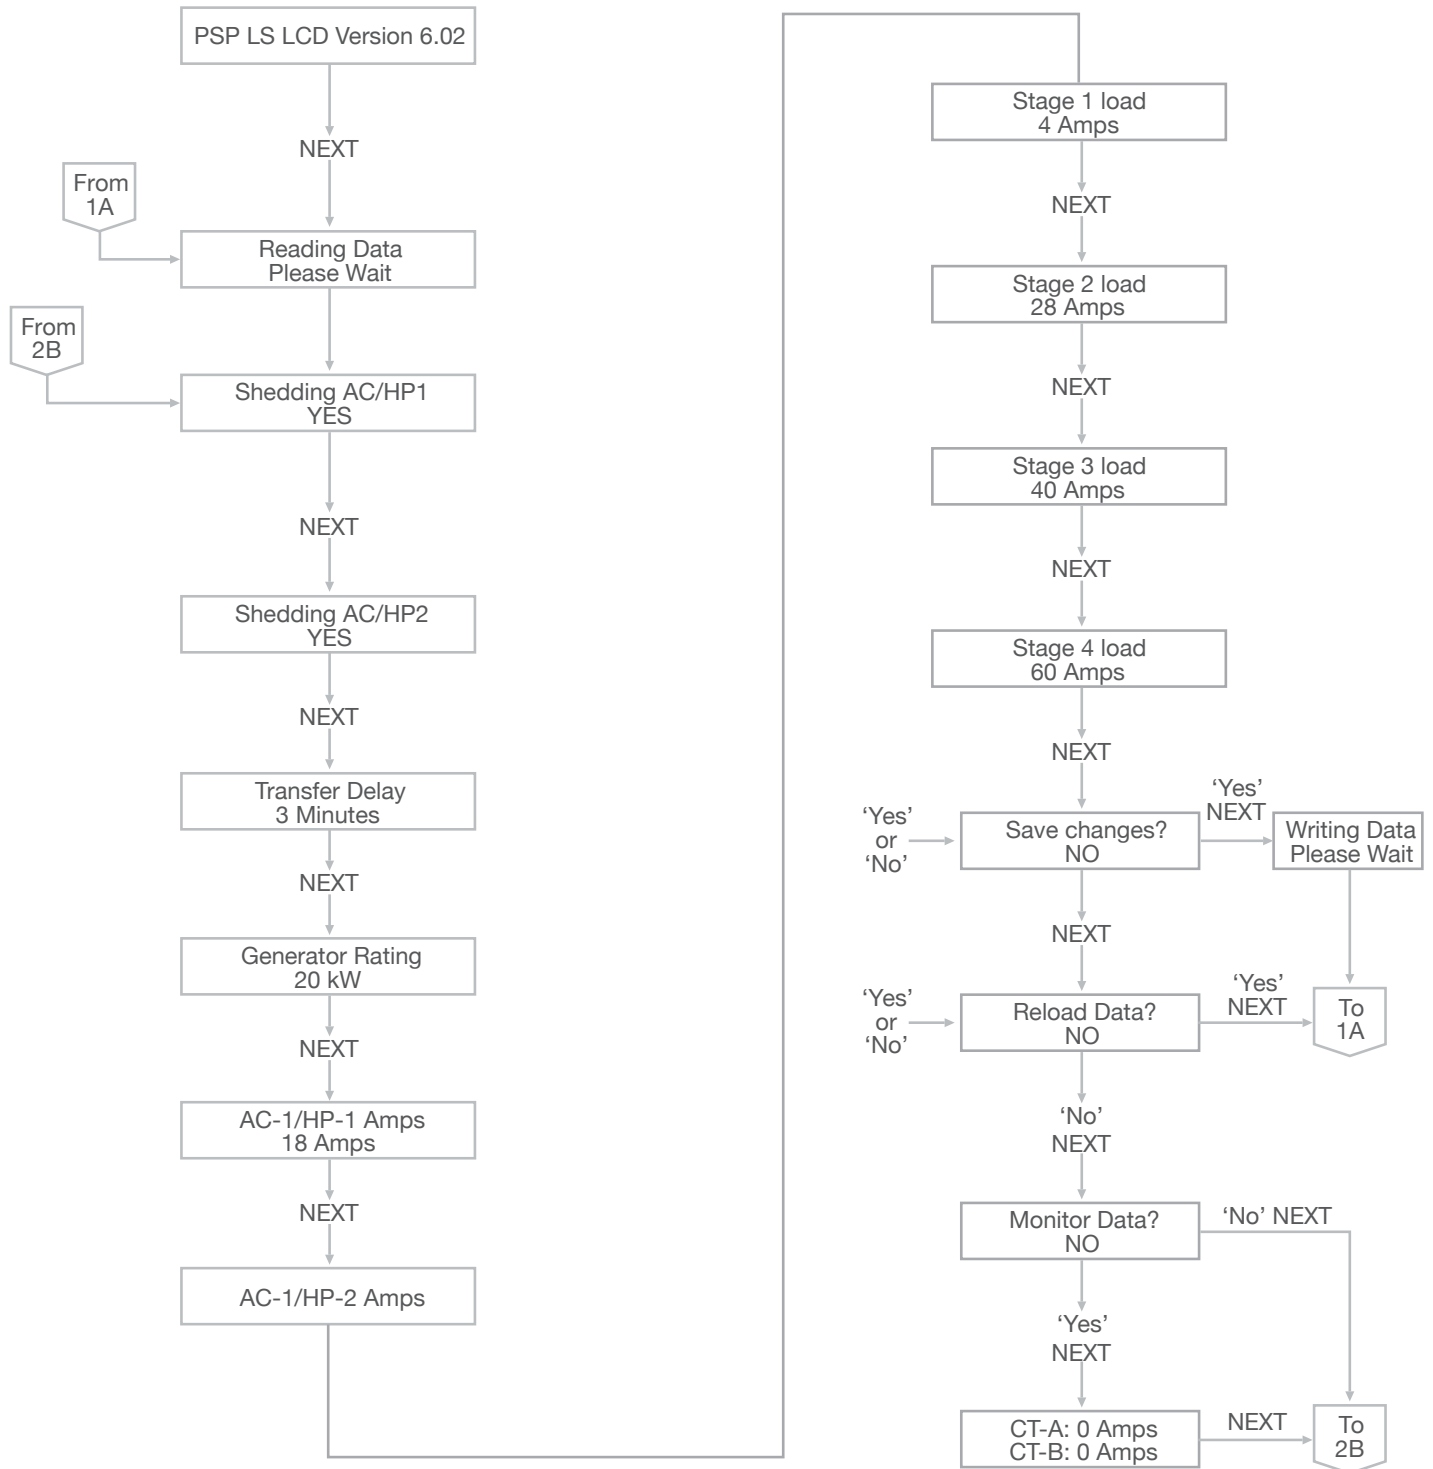 PSP LS LCD Version 6.02
NEXT
From
1A
Reading Data
Please Wait
From
2B
Shedding AC/HP1
YES
NEXT
Shedding AC/HP2
YES
NEXT
Transfer Delay
3 Minutes
NEXT
Generator Rating
20 kW
NEXT
AC-1/HP-1 Amps
18 Amps
NEXT
AC-1/HP-2 Amps
Stage 1 load
4 Amps
NEXT
Stage 2 load
28 Amps
NEXT
Stage 3 load
40 Amps
NEXT
Stage 4 load
60 Amps
NEXT
‘Yes’
or
‘No’
Save changes?
NO
‘Yes’
NEXT
Writing Data
Please Wait
NEXT
‘Yes’
or
‘No’
Reload Data?
NO
‘Yes’
NEXT
To
1A
‘No’
NEXT
Monitor Data?
NO
‘No’ NEXT
‘Yes’
NEXT
CT-A: 0 Amps
CT-B: 0 Amps
NEXT
To
2B